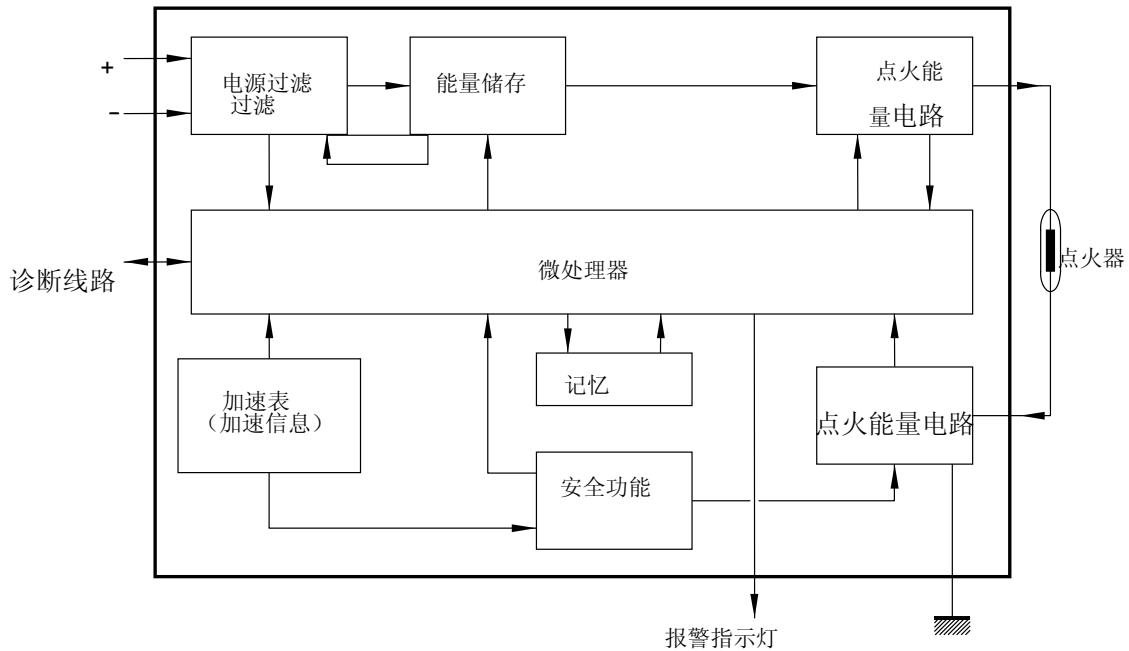 +
-
电源过滤
过滤
能量储存
点火能
量电路
诊断线路
微处理器
点火器
记忆
加速表
（加速信息）
点火能量电路
安全功能
报警指示灯